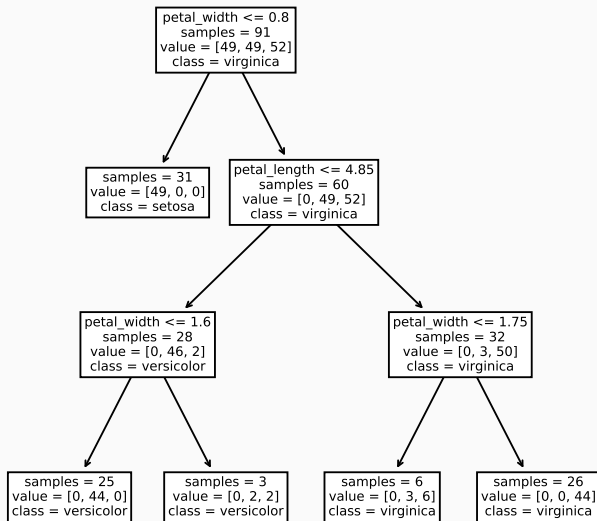 petal_width <= 0.8
samples = 91
value = [49, 49, 52]
class = virginica
samples = 31
value = [49, 0, 0]
class = setosa
petal_length <= 4.85
samples = 60
value = [0, 49, 52]
class = virginica
petal_width <= 1.6
samples = 28
value = [0, 46, 2]
class = versicolor
petal_width <= 1.75
samples = 32
value = [0, 3, 50]
class = virginica
samples = 25
value = [0, 44, 0]
class = versicolor
samples = 3
value = [0, 2, 2]
class = versicolor
samples = 6
value = [0, 3, 6]
class = virginica
samples = 26
value = [0, 0, 44]
class = virginica